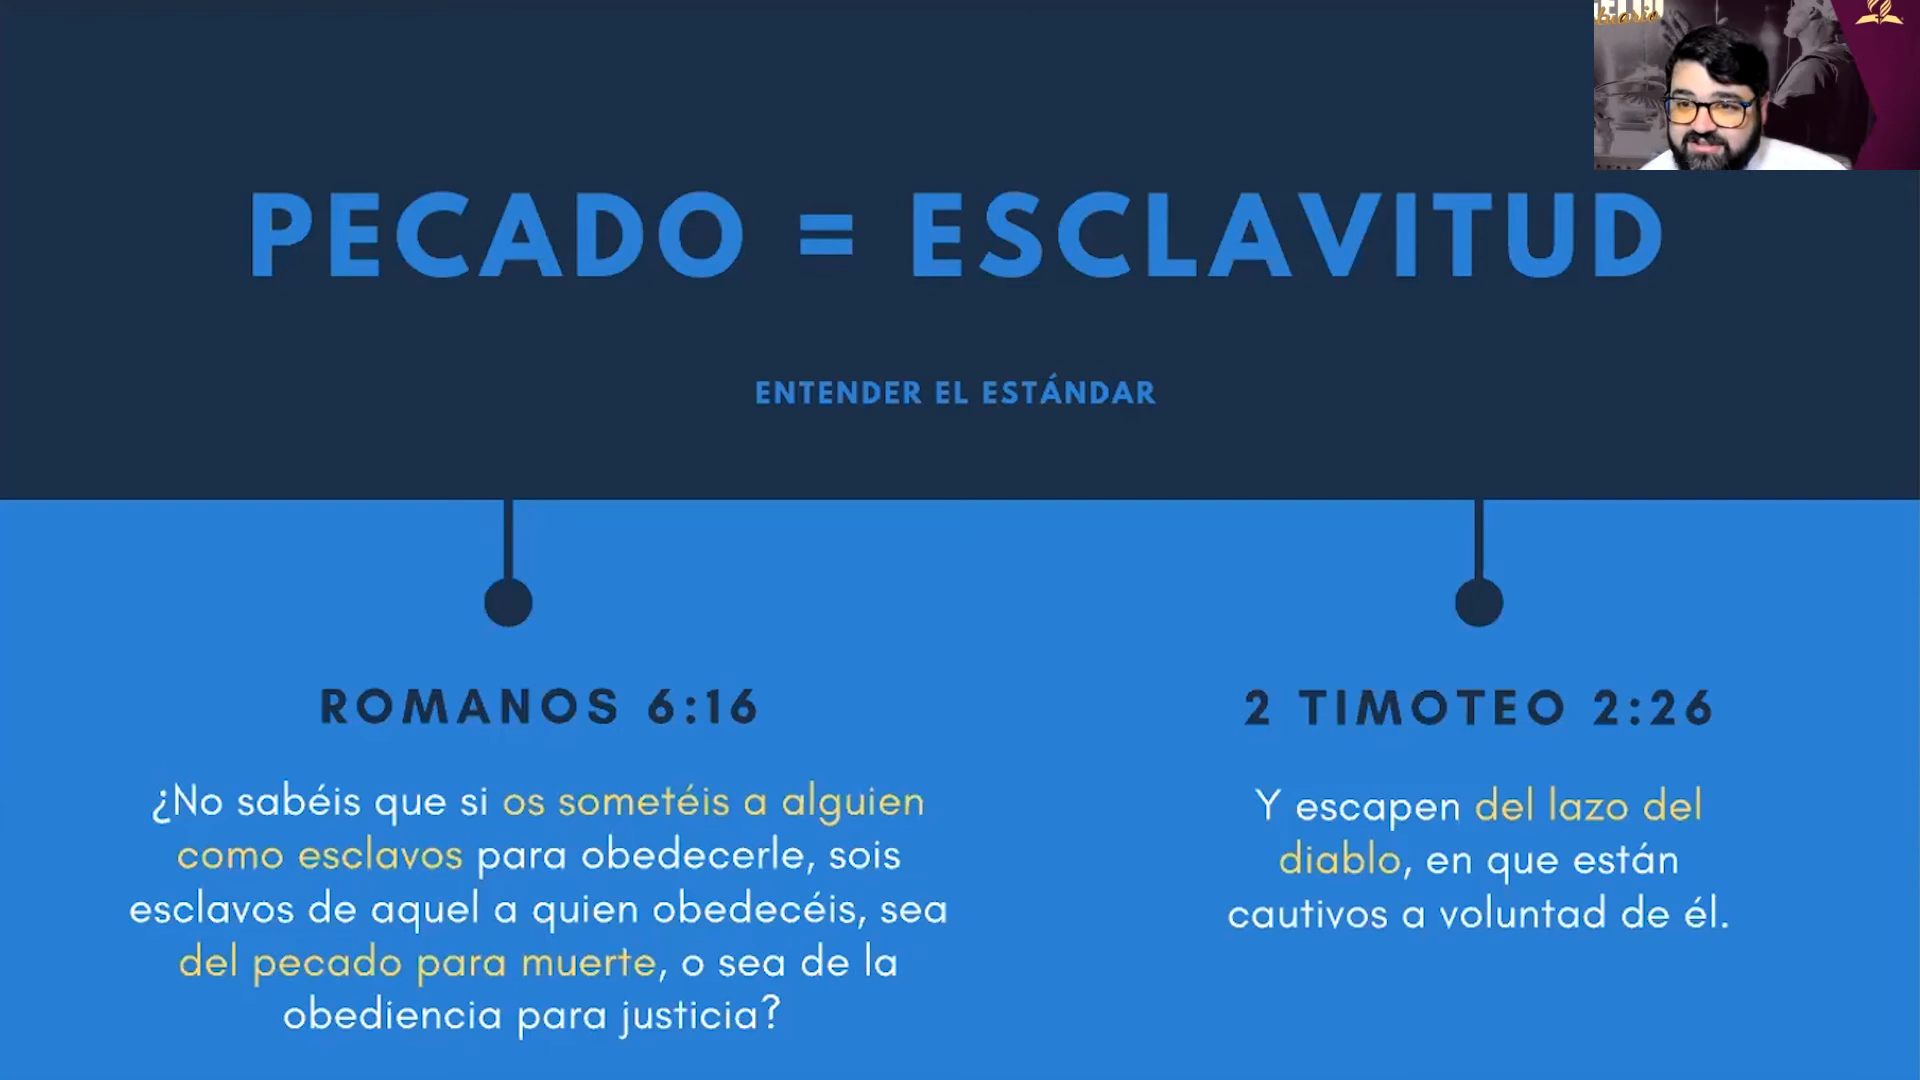 PECADO = ESCLAVITUD
ENTENDER EL ESTÁNDAR
ROMANOS 6:16
¿No sabéis que si os sometéis a alguien
como esclavos para obedecerle, sois
esclavos de aquel a quien obedecéis, sea
del pecado para muerte, o sea de la
obediencia para justicia?
2 TIMOTEO 2:26
Y escapen del lazo del
diablo, en que están
cautivos a voluntad de él.